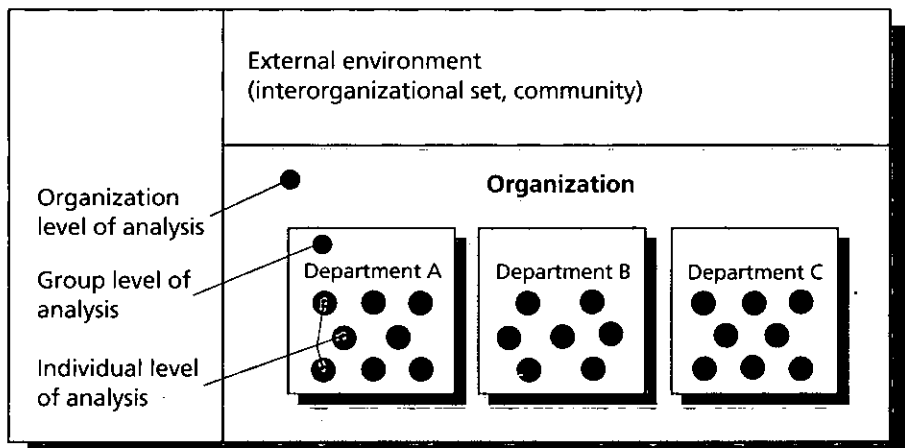 External environment
(interorganizational set, community)
Organization
Organization
level of analysis
Group level of
analysis
Individual level
of analysis
Department A
Department B
Department C